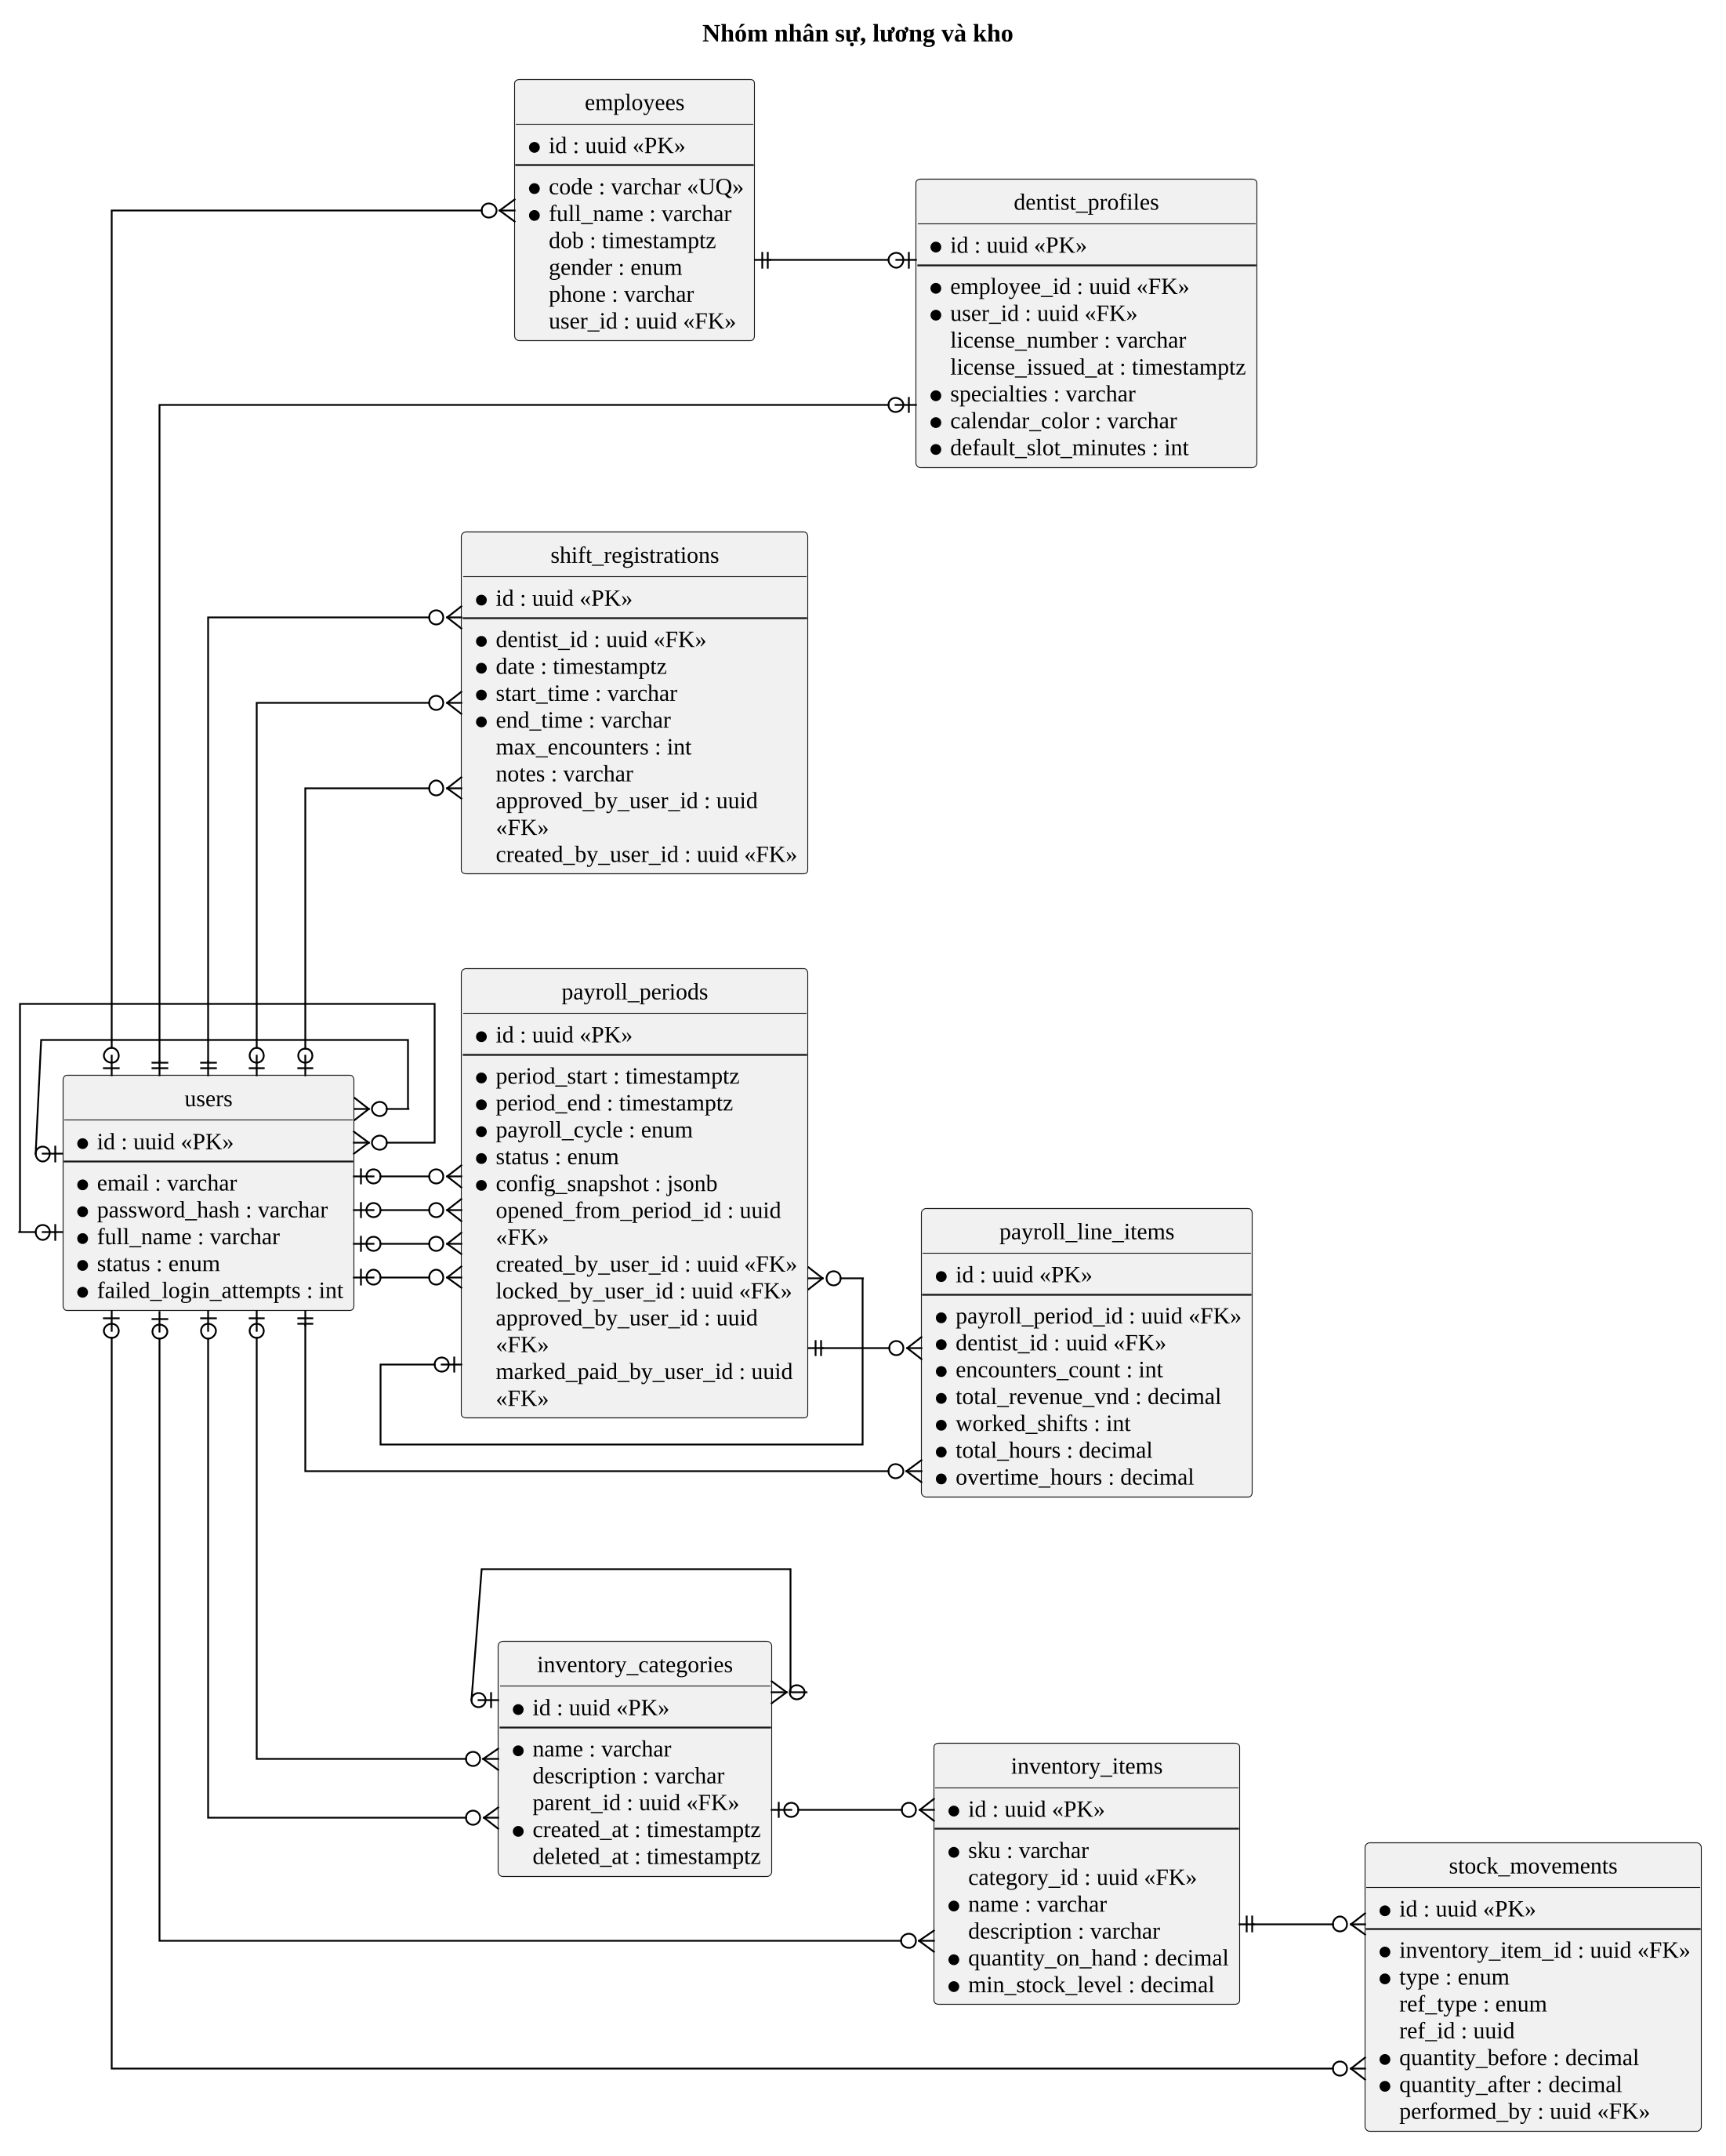 Nhóm nhân sự, lương và kho
employees
id : uuid «PK»
code : varchar «UQ»
full_name : varchar
dob : timestamptz
gender : enum
phone : varchar
user_id : uuid «FK»
dentist_profiles
id : uuid «PK»
employee_id : uuid «FK»
user_id : uuid «FK»
license_number : varchar
license_issued_at : timestamptz
specialties : varchar
calendar_color : varchar
default_slot_minutes : int
shift_registrations
id : uuid «PK»
dentist_id : uuid «FK»
date : timestamptz
start_time : varchar
end_time : varchar
max_encounters : int
notes : varchar
approved_by_user_id : uuid
«FK»
created_by_user_id : uuid «FK»
users
id : uuid «PK»
email : varchar
password_hash : varchar
full_name : varchar
status : enum
failed_login_attempts : int
payroll_periods
id : uuid «PK»
period_start : timestamptz
period_end : timestamptz
payroll_cycle : enum
status : enum
config_snapshot : jsonb
opened_from_period_id : uuid
«FK»
created_by_user_id : uuid «FK»
locked_by_user_id : uuid «FK»
approved_by_user_id : uuid
«FK»
marked_paid_by_user_id : uuid
«FK»
payroll_line_items
id : uuid «PK»
payroll_period_id : uuid «FK»
dentist_id : uuid «FK»
encounters_count : int
total_revenue_vnd : decimal
worked_shifts : int
total_hours : decimal
overtime_hours : decimal
inventory_categories
id : uuid «PK»
name : varchar
description : varchar
parent_id : uuid «FK»
created_at : timestamptz
deleted_at : timestamptz
inventory_items
id : uuid «PK»
sku : varchar
category_id : uuid «FK»
name : varchar
description : varchar
quantity_on_hand : decimal
min_stock_level : decimal
stock_movements
id : uuid «PK»
inventory_item_id : uuid «FK»
type : enum
ref_type : enum
ref_id : uuid
quantity_before : decimal
quantity_after : decimal
performed_by : uuid «FK»